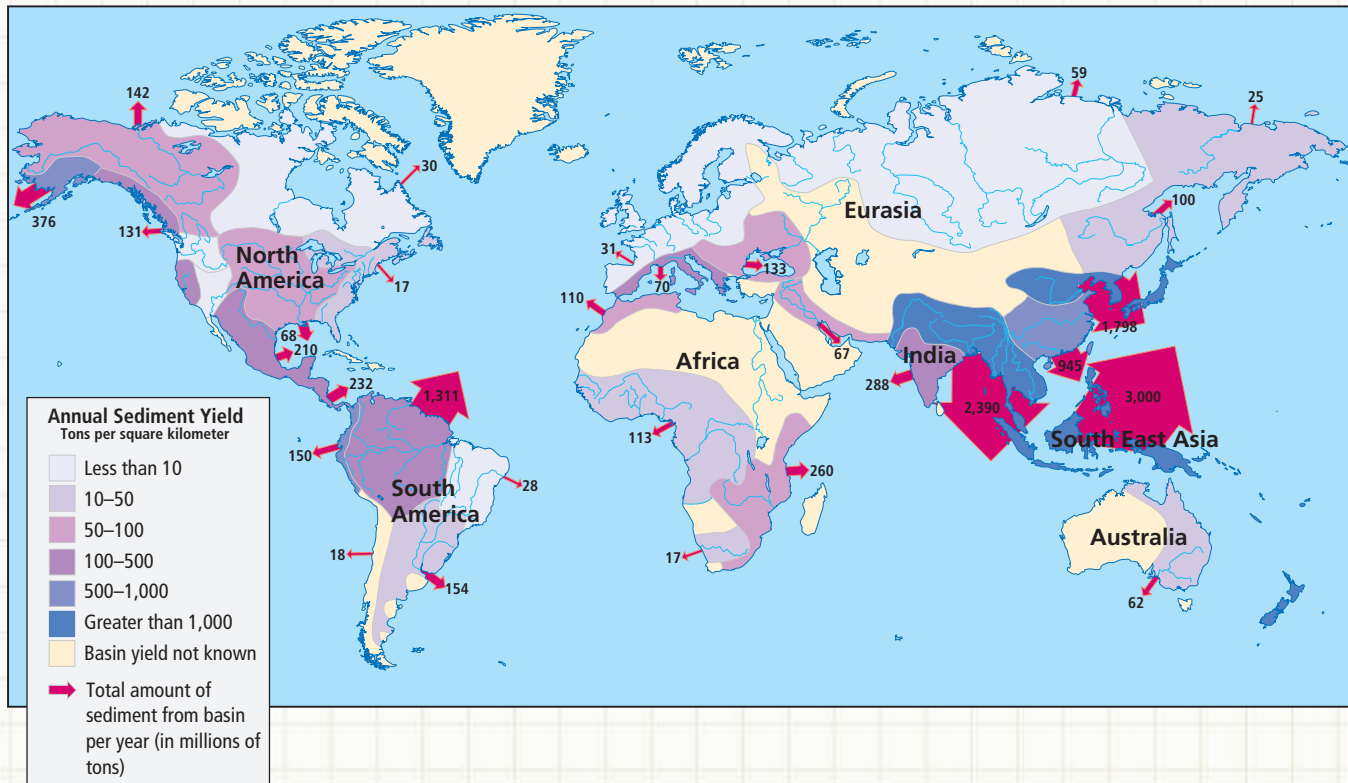 142
59
25
30
376
131
North
America
17
68
210
232
1,311
150
South
America
28
18
154
31
70
133
110
Africa
67
113
260
17
Eurasia
100
1,798
India
288
945
2,390
3,000
South East Asia
Australia
62
Annual Sediment Yield
Tons per square kilometer
Less than 10
10–50
50–100
100–500
500–1,000
Greater than 1,000
Basin yield not known
Total amount of
sediment from basin
per year (in millions of
tons)